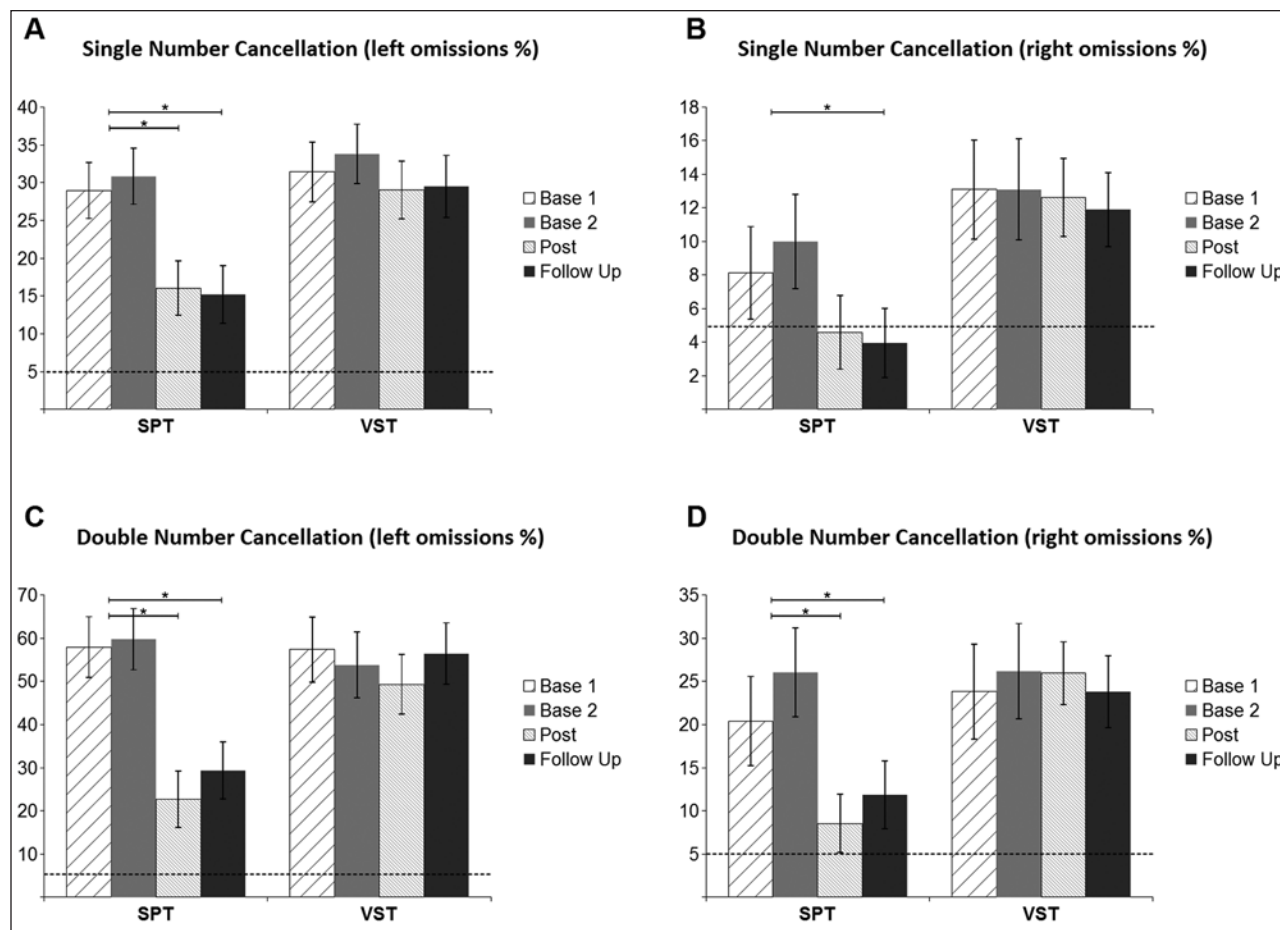 A
Single Number Cancellation (left omissions %)
40
35
30
25
20
15
10
5
*
*
SPT
VST
Base 1
Base 2
Post
Follow Up
B
Single Number Cancellation (right omissions %)
18
16
14
12
10
8
6
4
2
*
SPT
VST
Base 1
Base 2
Post
Follow Up
C
Double Number Cancellation (left omissions %)
70
60
50
40
30
20
10
*
*
SPT
VST
Base 1
Base 2
Post
Follow Up
D
Double Number Cancellation (right omissions %)
35
30
25
20
15
10
5
*
*
SPT
VST
Base 1
Base 2
Post
Follow Up